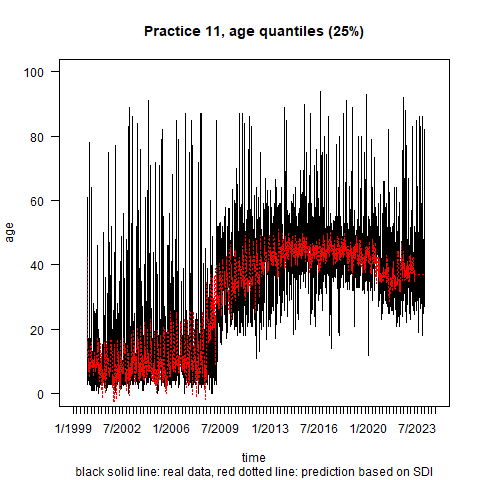 Practice 11, age quantiles (25%)
100
80
60
40
20
0
age
1/1999 7/2002 1/2006 7/2009 1/2013 7/2016 1/2020 7/2023
time
black solid line: real data, red dotted line: prediction based on SDI